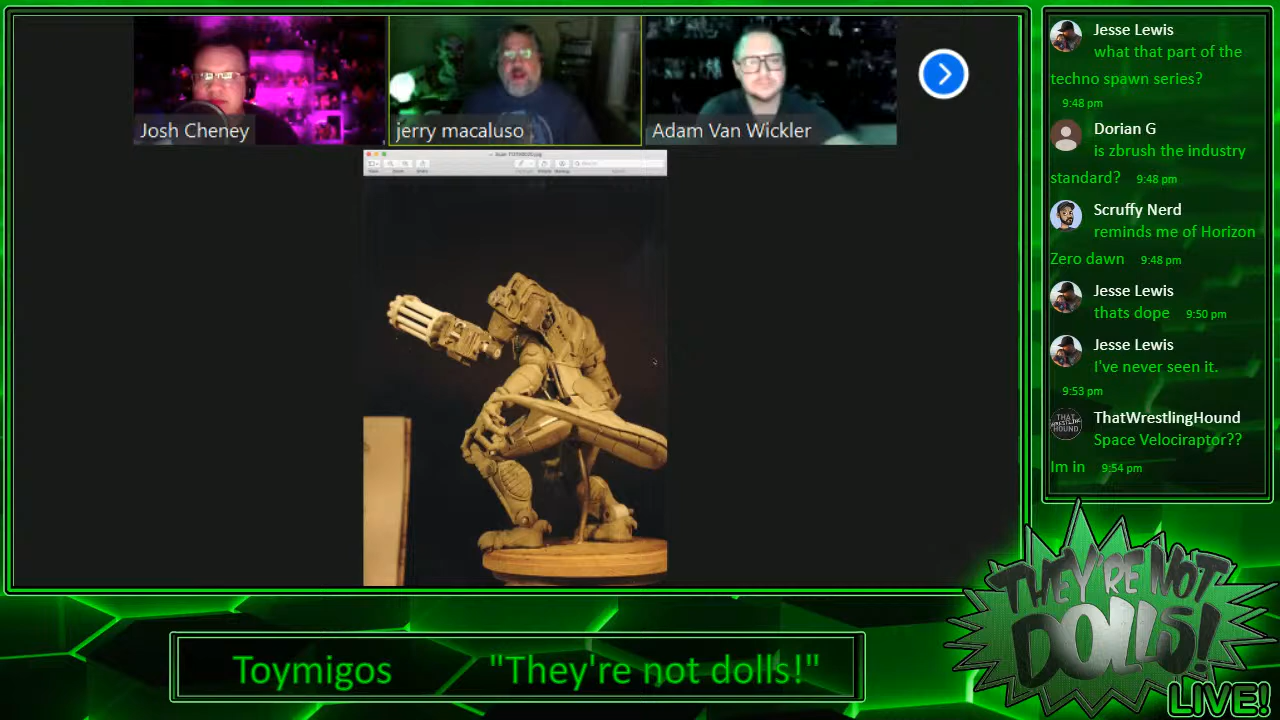 Josh Cheney
jerry macaluso
Adam Van Wickler
Jesse Lewis
what that part of the
techno spawn series?
9:48 pm
Dorian G
is zbrush the industry
standard? 9:48 pm
Scruffy Nerd
reminds me of Horizon
Zero dawn 9:48 pm
Jesse Lewis
thats dope 9:50 pm
Jesse Lewis
I've never seen it.
9:53 pm
THAT
WRESTLING
HOUND
ThatWrestlingHound
Space Velociraptor??
Im in 9:54 pm
THEY'RE NOT
DOLLS!
LIVE!
Toymigos "They're not dolls!"